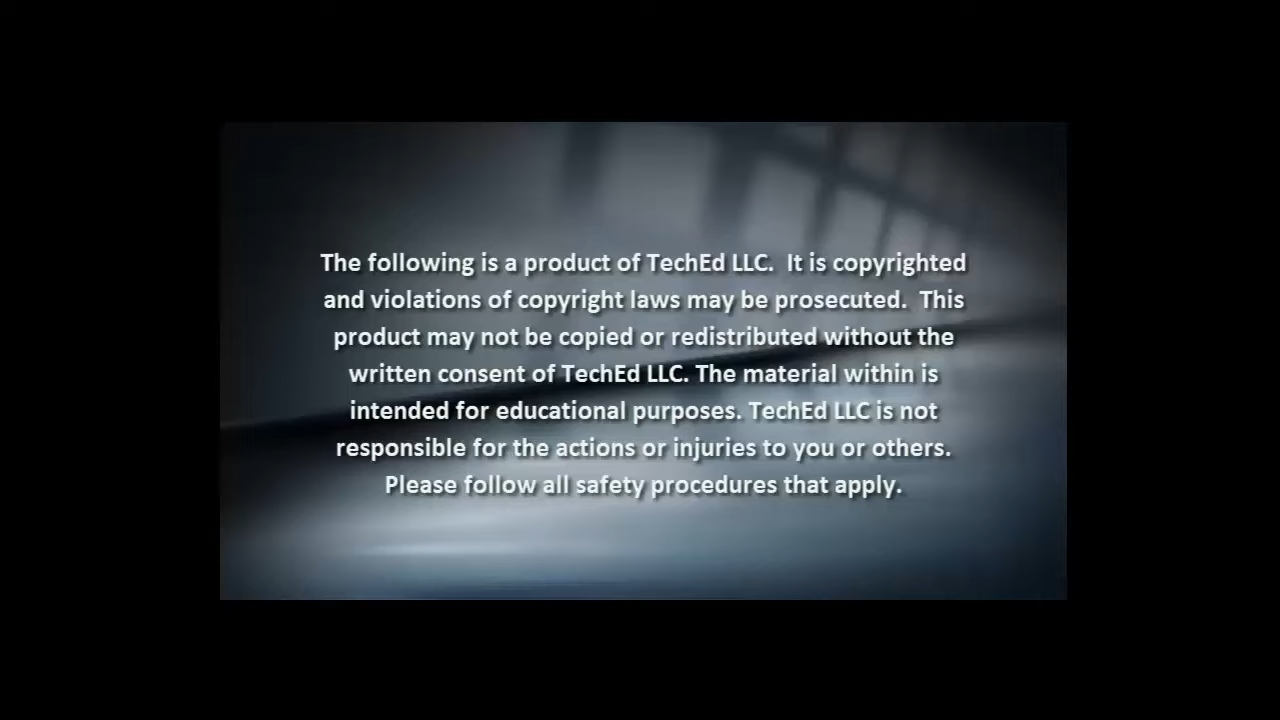 The following is a product of TechEd LLC.  It is copyrighted
and violations of copyright laws may be prosecuted.  This
product may not be copied or redistributed without the
written consent of TechEd LLC. The material within is
intended for educational purposes. TechEd LLC is not
responsible for the actions or injuries to you or others.
Please follow all safety procedures that apply.